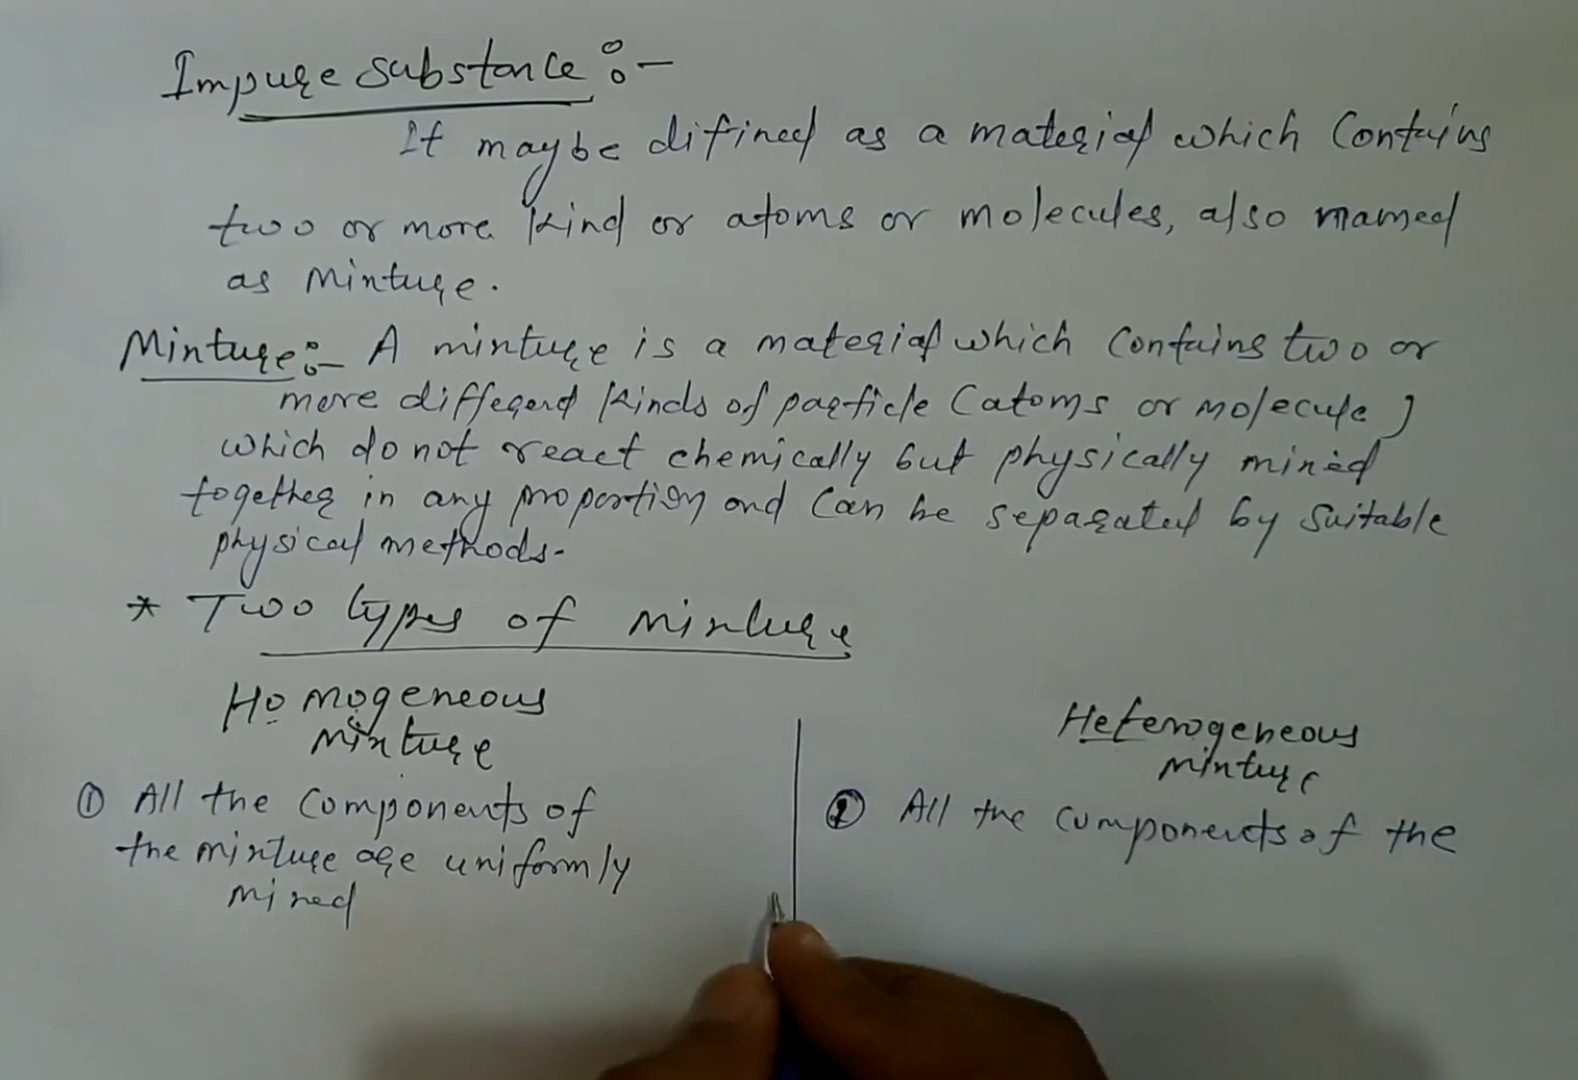 Impure substance :-
It maybe difined as a material which Contains
two or more kind or atoms or molecules, also named
as Mixture.
Mixture:- A mixture is a material which Contains two or
more differend kinds of particle (atoms or molecule)
which do not react chemically but physically mixed
together in any proportion and Can be separated by suitable
physical methods-
* Two types of mixture
Homogeneous
mixture
Heterogeneous
mixture
① All the Components of
the mixture are uniformly
mixed
② All the components of the